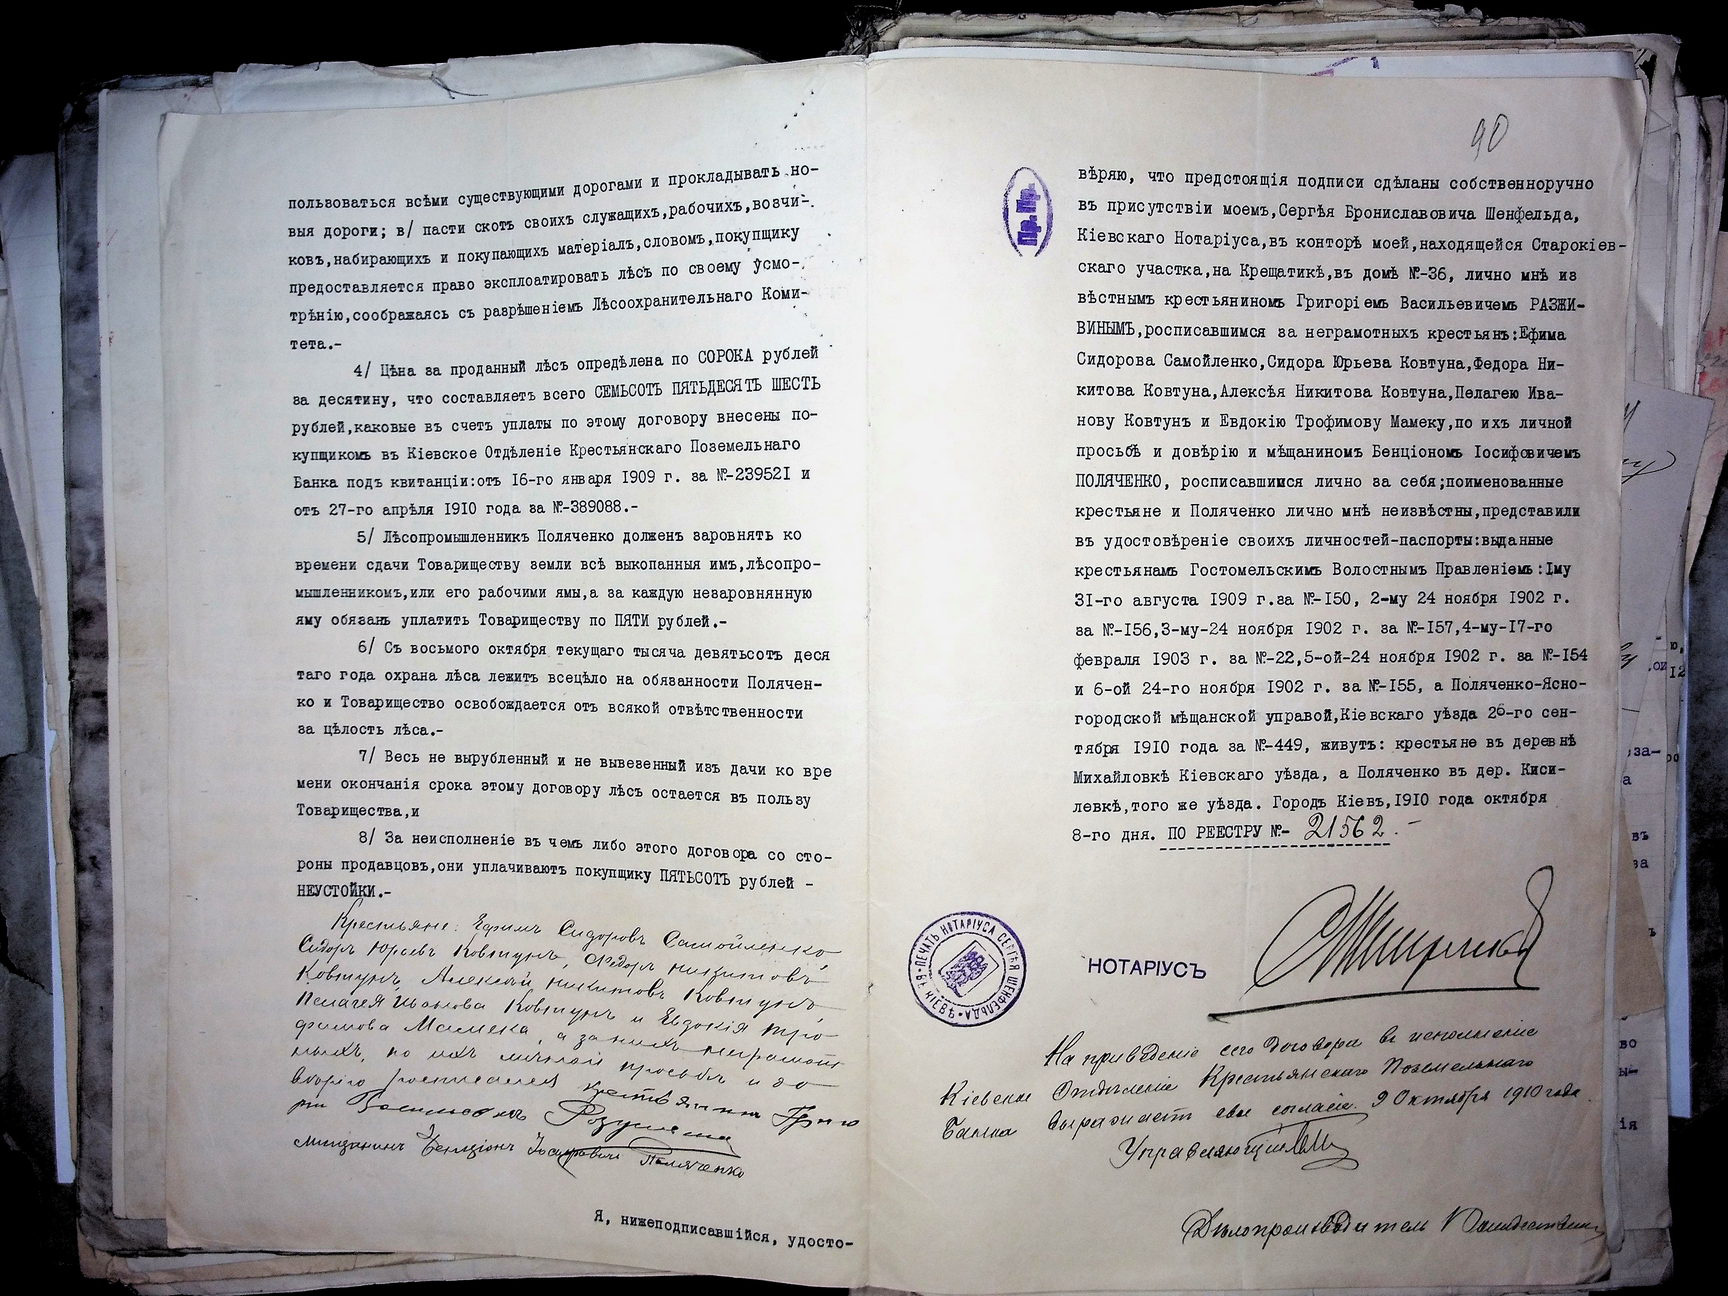 пользоваться всѣми существующими дорогами и прокладывать но-
выя дороги; в/ пасти скотъ своихъ служащихъ,рабочихъ,возчи-
ковъ,набирающихъ и покупающихъ матеріалъ,словомъ,покупщику
предоставляется право эксплоатировать лѣсъ по своему усмо-
трѣнію,соображаясь съ разрѣшеніемъ Лѣсоохранительнаго Коми-
тета.-
4/ Цѣна за проданный лѣсъ опредѣлена по СОРОКА рублей
за десятину, что составляетъ всего СЕМЬСОТЪ ПЯТЬДЕСЯТЪ ШЕСТЬ
рублей,каковые въ счетъ уплаты по этому договору внесены по-
купщикомъ въ Кіевское Отдѣленіе Крестьянскаго Поземельнаго
Банка подъ квитанціи:отъ 16-го января 1909 г. за №-239521 и
отъ 27-го апрѣля 1910 года за №-389088.-
5/ Лѣсопромышленникъ Поляченко долженъ заровнять ко
времени сдачи Товариществу земли всѣ выкопанныя имъ,лѣсопро-
мышленникомъ,или его рабочими ямы,а за каждую незаровнянную
яму обязанъ уплатить Товариществу по ПЯТИ рублей.-
6/ Съ восьмого октября текущаго тысяча девятьсотъ деся
таго года охрана лѣса лежитъ всецѣло на обязанности Полячен-
ко и Товарищество освобождается отъ всякой отвѣтственности
за цѣлость лѣса.-
7/ Весь не вырубленный и не вывезенный изъ дачи ко вре
мени окончанія срока этому договору лѣсъ остается въ пользу
Товарищества,и
8/ За неисполненіе въ чемъ либо этого договора со сто-
роны продавцовъ,они уплачиваютъ покупщику ПЯТЬСОТЪ рублей -
НЕУСТОЙКИ.-
Крестьяне: Ефимъ Сидоровъ Самойленко
Сидоръ Юрьевъ Ковтунъ, Федоръ Никитовъ
Ковтунъ, Алексѣй Никитовъ Ковтунъ
Пелагея Иванова Ковтунъ и Евдокія Тро-
фимова Мамека, а за нихъ неграмот-
ныхъ, по ихъ личной просьбѣ и до
вѣрію росписался крестьянинъ Григо
рій Васильевъ
Мѣщанинъ Бенціонъ Іосифовичъ Поляченко
Я, нижеподписавшійся, удосто-
90
Пр. Пр.
вѣряю, что предстоящія подписи сдѣланы собственноручно
въ присутствіи моемъ,Сергѣя Брониславовича Шенфельда,
Кіевскаго Нотаріуса,въ конторѣ моей,находящейся Старокіев-
скаго участка,на Крещатикѣ,въ домѣ №-36, лично мнѣ из
вѣстнымъ крестьяниномъ Григоріемъ Васильевичемъ РАЗЖИ-
ВИНЫМЪ,росписавшимся за неграмотныхъ крестьянъ:Ефима
Сидорова Самойленко,Сидора Юрьева Ковтуна,Федора Ни-
китова Ковтуна,Алексѣя Никитова Ковтуна,Пелагею Ива-
нову Ковтунъ и Евдокію Трофимову Мамеку,по ихъ личной
просьбѣ и довѣрію и мѣщаниномъ Бенціономъ Іосифовичемъ
ПОЛЯЧЕНКО, росписавшимся лично за себя;поименованные
крестьяне и Поляченко лично мнѣ неизвѣстны,представили
въ удостовѣреніе своихъ личностей-паспорты:выданные
крестьянамъ Гостомельскимъ Волостнымъ Правленіемъ:Iму
31-го августа 1909 г.за №-150, 2-му 24 ноября 1902 г.
за №-156,3-му-24 ноября 1902 г. за №-157,4-му-17-го
февраля 1903 г. за №-22,5-ой-24 ноября 1902 г. за №-154
и 6-ой 24-го ноября 1902 г. за №-155, а Поляченко-Ясно-
городской мѣщанской управой,Кіевскаго уѣзда 26-го сен-
тября 1910 года за №-449, живутъ: крестьяне въ деревнѣ
Михайловкѣ Кіевскаго уѣзда, а Поляченко въ дер. Киси-
левкѣ,того же уѣзда. Городъ Кіевъ,1910 года октября
8-го дня. ПО РЕЕСТРУ №- 21562.-
ПЕЧАТЬ НОТАРІУСА СЕРГѢЯ ШЕНФЕЛЬДА КІЕВЪ
НОТАРІУСЪ
На приведеніе сего договора въ исполненіе
Кіевское Отдѣленіе Крестьянскаго Поземельнаго
Банка выражаетъ свое согласіе. 9 Октября 1910 года.
Управляющій
Дѣлопроизводитель